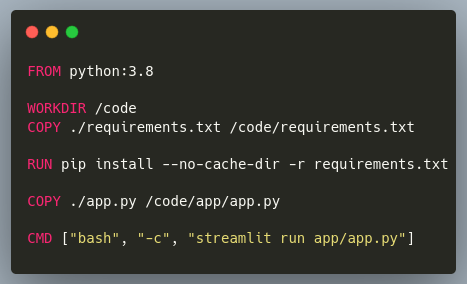 FROM python:3.8
WORKDIR /code
COPY ./requirements.txt /code/requirements.txt
RUN pip install --no-cache-dir -r requirements.txt
COPY ./app.py /code/app/app.py
CMD ["bash", "-c", "streamlit run app/app.py"]